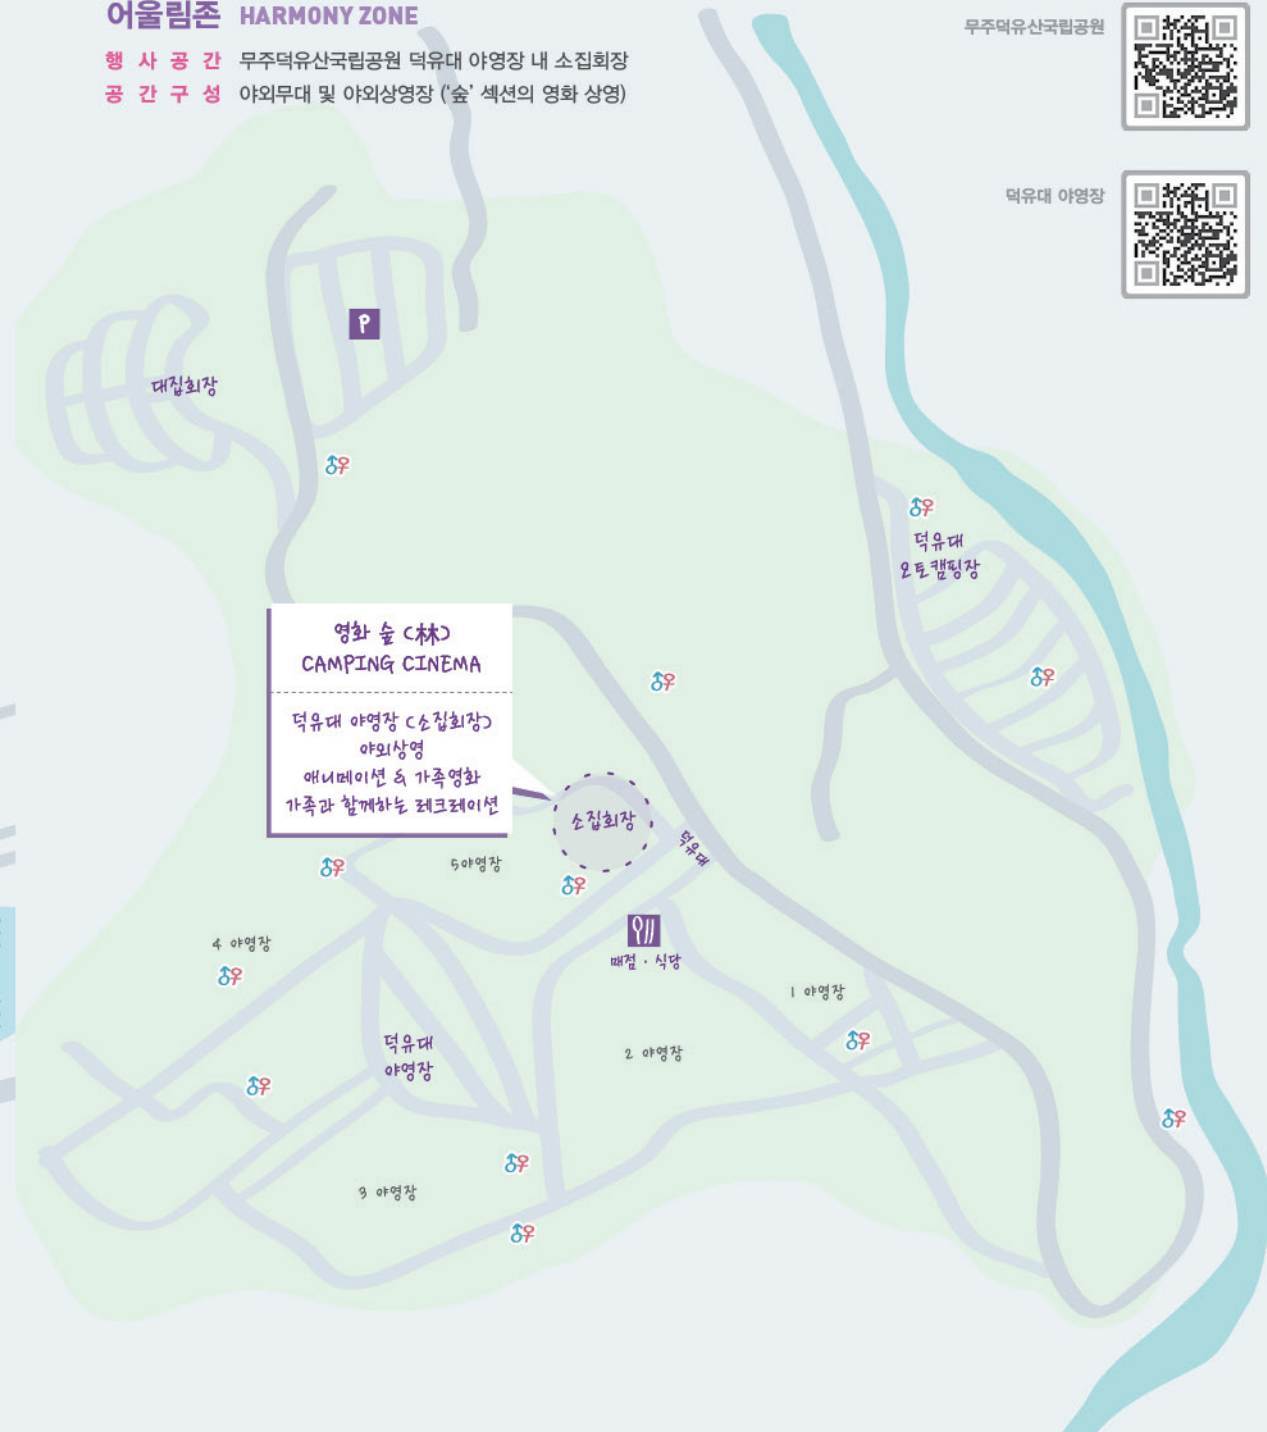 어울림존 HARMONY ZONE
행사공간 무주덕유산국립공원 덕유대 야영장 내 소집회장
공간구성 야외무대 및 야외상영장 (‘숲’ 섹션의 영화 상영)
무주덕유산국립공원
덕유대 야영장
P
대집회장
덕유대
오토캠핑장
영화 숲 (林)
CAMPING CINEMA
덕유대 야영장 (소집회장)
야외상영
애니메이션 & 가족영화
가족과 함께하는 레크레이션
소집회장
덕유대
5야영장
매점 · 식당
4 야영장
1 야영장
덕유대
야영장
2 야영장
3 야영장